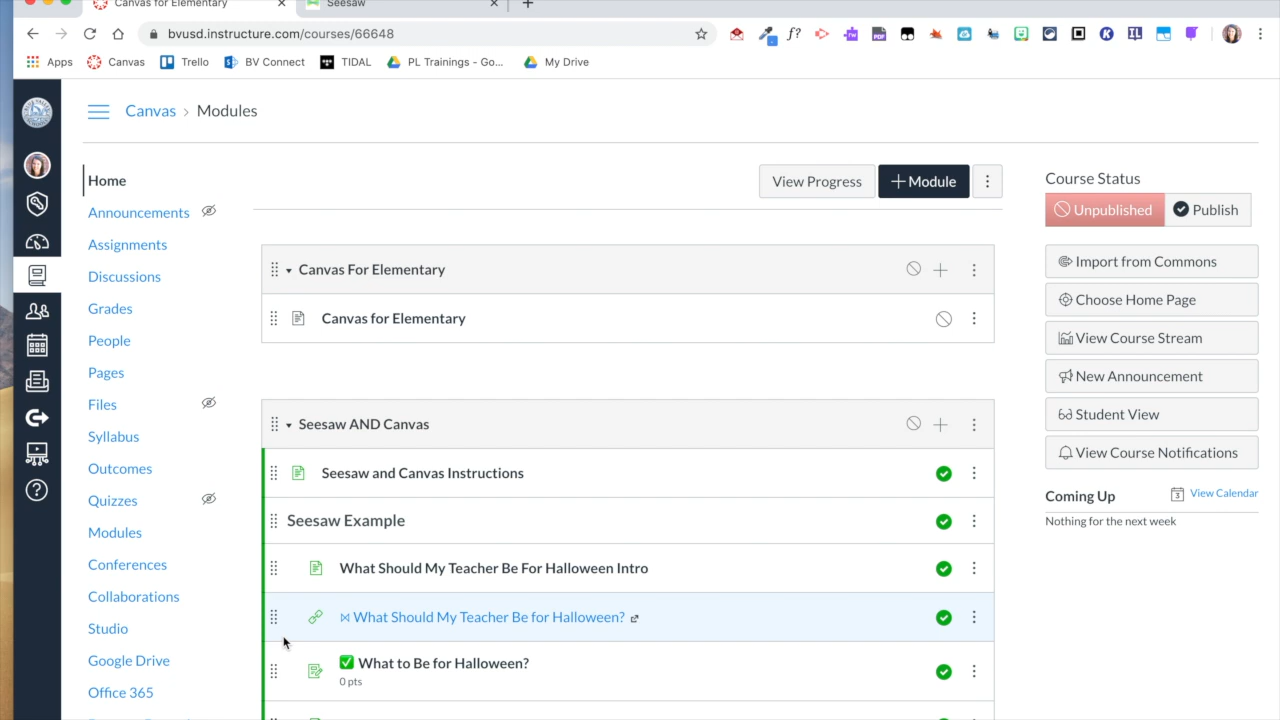 Canvas for Elementary
Seesaw
bvusd.instructure.com/courses/66648
Apps
Canvas
Trello
BV Connect
TIDAL
PL Trainings - Go...
My Drive
Canvas › Modules
Home
Announcements
Assignments
Discussions
Grades
People
Pages
Files
Syllabus
Outcomes
Quizzes
Modules
Conferences
Collaborations
Studio
Google Drive
Office 365
View Progress
+ Module
Canvas For Elementary
Canvas for Elementary
Seesaw AND Canvas
Seesaw and Canvas Instructions
Seesaw Example
What Should My Teacher Be For Halloween Intro
⋈ What Should My Teacher Be for Halloween?
✅ What to Be for Halloween?
0 pts
Course Status
Unpublished
Publish
Import from Commons
Choose Home Page
View Course Stream
New Announcement
Student View
View Course Notifications
Coming Up
View Calendar
Nothing for the next week